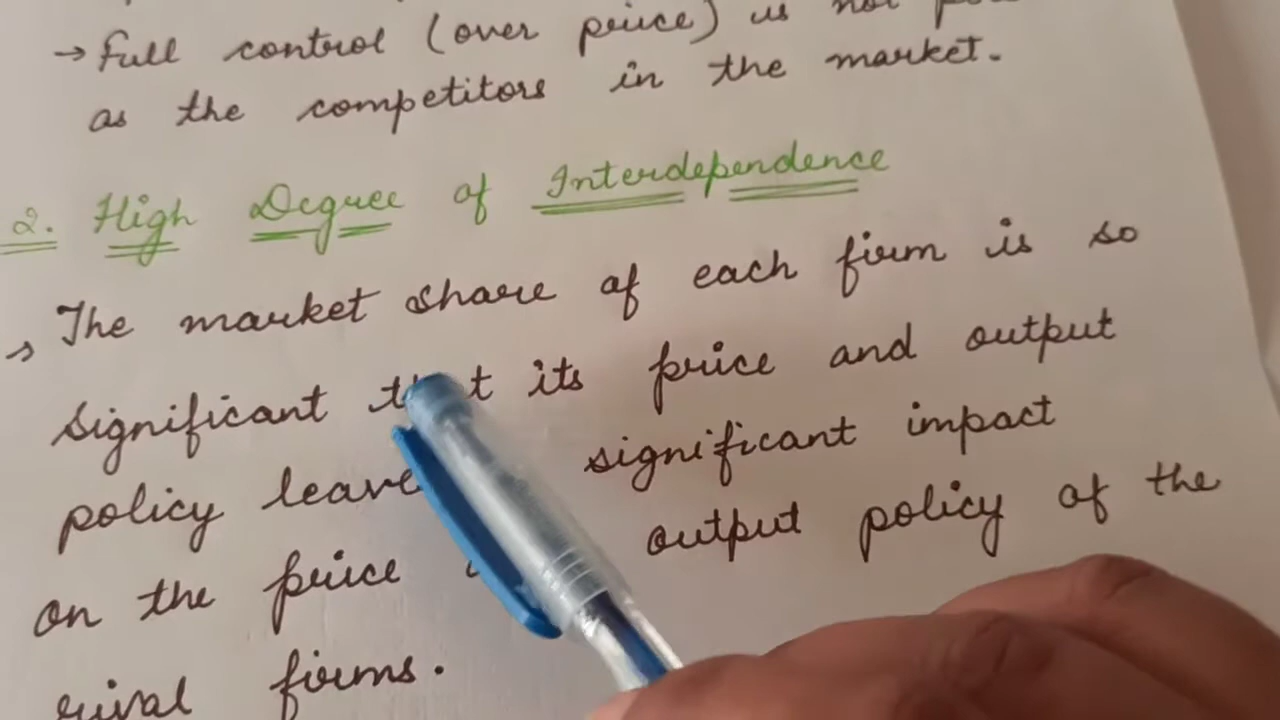 → Full control (over price) is not
as the competitors in the market.
2. High Degree of Interdependence
→ The market share of each firm is so
significant that its price and output
policy leave significant impact
on the price output policy of the
rival firms.